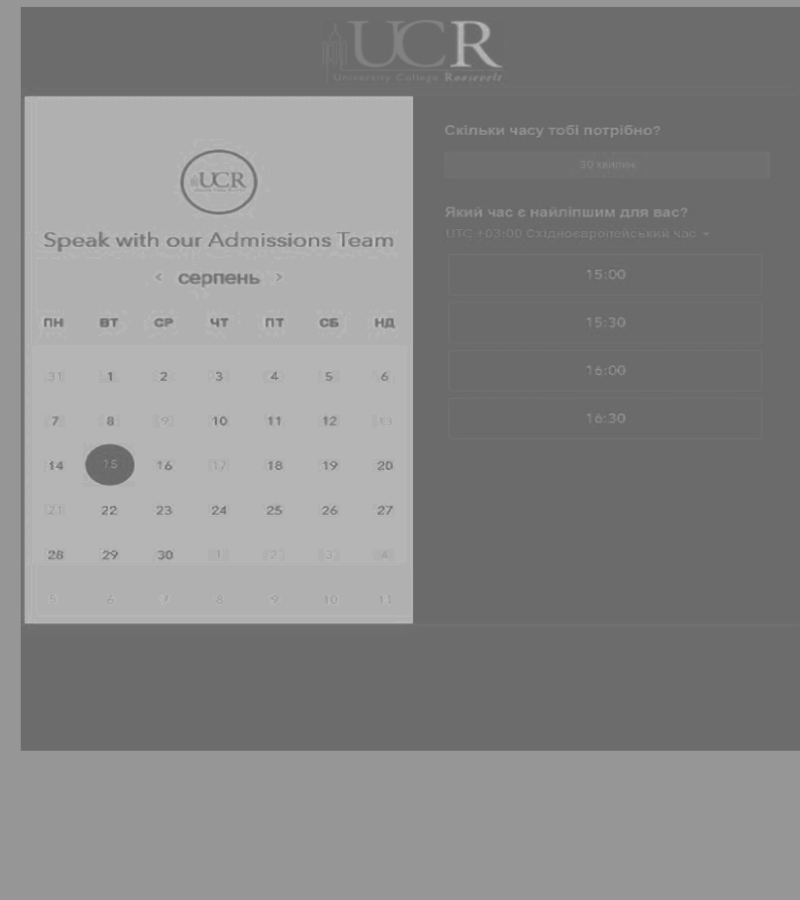 UCR
University College Roosevelt
UCR
Speak with our Admissions Team
‹ серпень ›
ПН ВТ СР ЧТ ПТ СБ НД
31 1 2 3 4 5 6
7 8 9 10 11 12 13
14 15 16 17 18 19 20
21 22 23 24 25 26 27
28 29 30 1 2 3 4
5 6 7 8 9 10 11
Скільки часу тобі потрібно?
30 хвилин
Який час є найліпшим для вас?
UTC +03:00 Східноєвропейський час
15:00
15:30
16:00
16:30